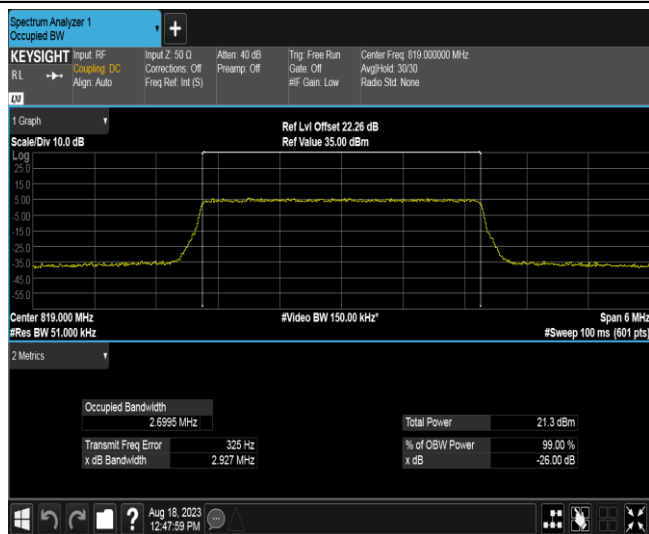 Spectrum Analyzer 1
Occupied BW
+
KEYSIGHT Input: RF Input Z: 50 Ω Atten: 40 dB Trig: Free Run Center Freq: 819.000000 MHz
RL Coupling: DC Corrections: Off Preamp: Off Gate: Off Avg|Hold: 30/30
Align: Auto Freq Ref: Int (S) #IF Gain: Low Radio Std: None
LXI
1 Graph
Ref Lvl Offset 22.26 dB
Scale/Div 10.0 dB Ref Value 35.00 dBm
Log
25.0
15.0
5.00
-5.00
-15.0
-25.0
-35.0
-45.0
-55.0
Center 819.000 MHz #Video BW 150.00 kHz* Span 6 MHz
#Res BW 51.000 kHz #Sweep 100 ms (601 pts)
2 Metrics
Occupied Bandwidth
2.6995 MHz Total Power 21.3 dBm
Transmit Freq Error 325 Hz % of OBW Power 99.00 %
x dB Bandwidth 2.927 MHz x dB -26.00 dB
? Aug 18, 2023
12:47:59 PM